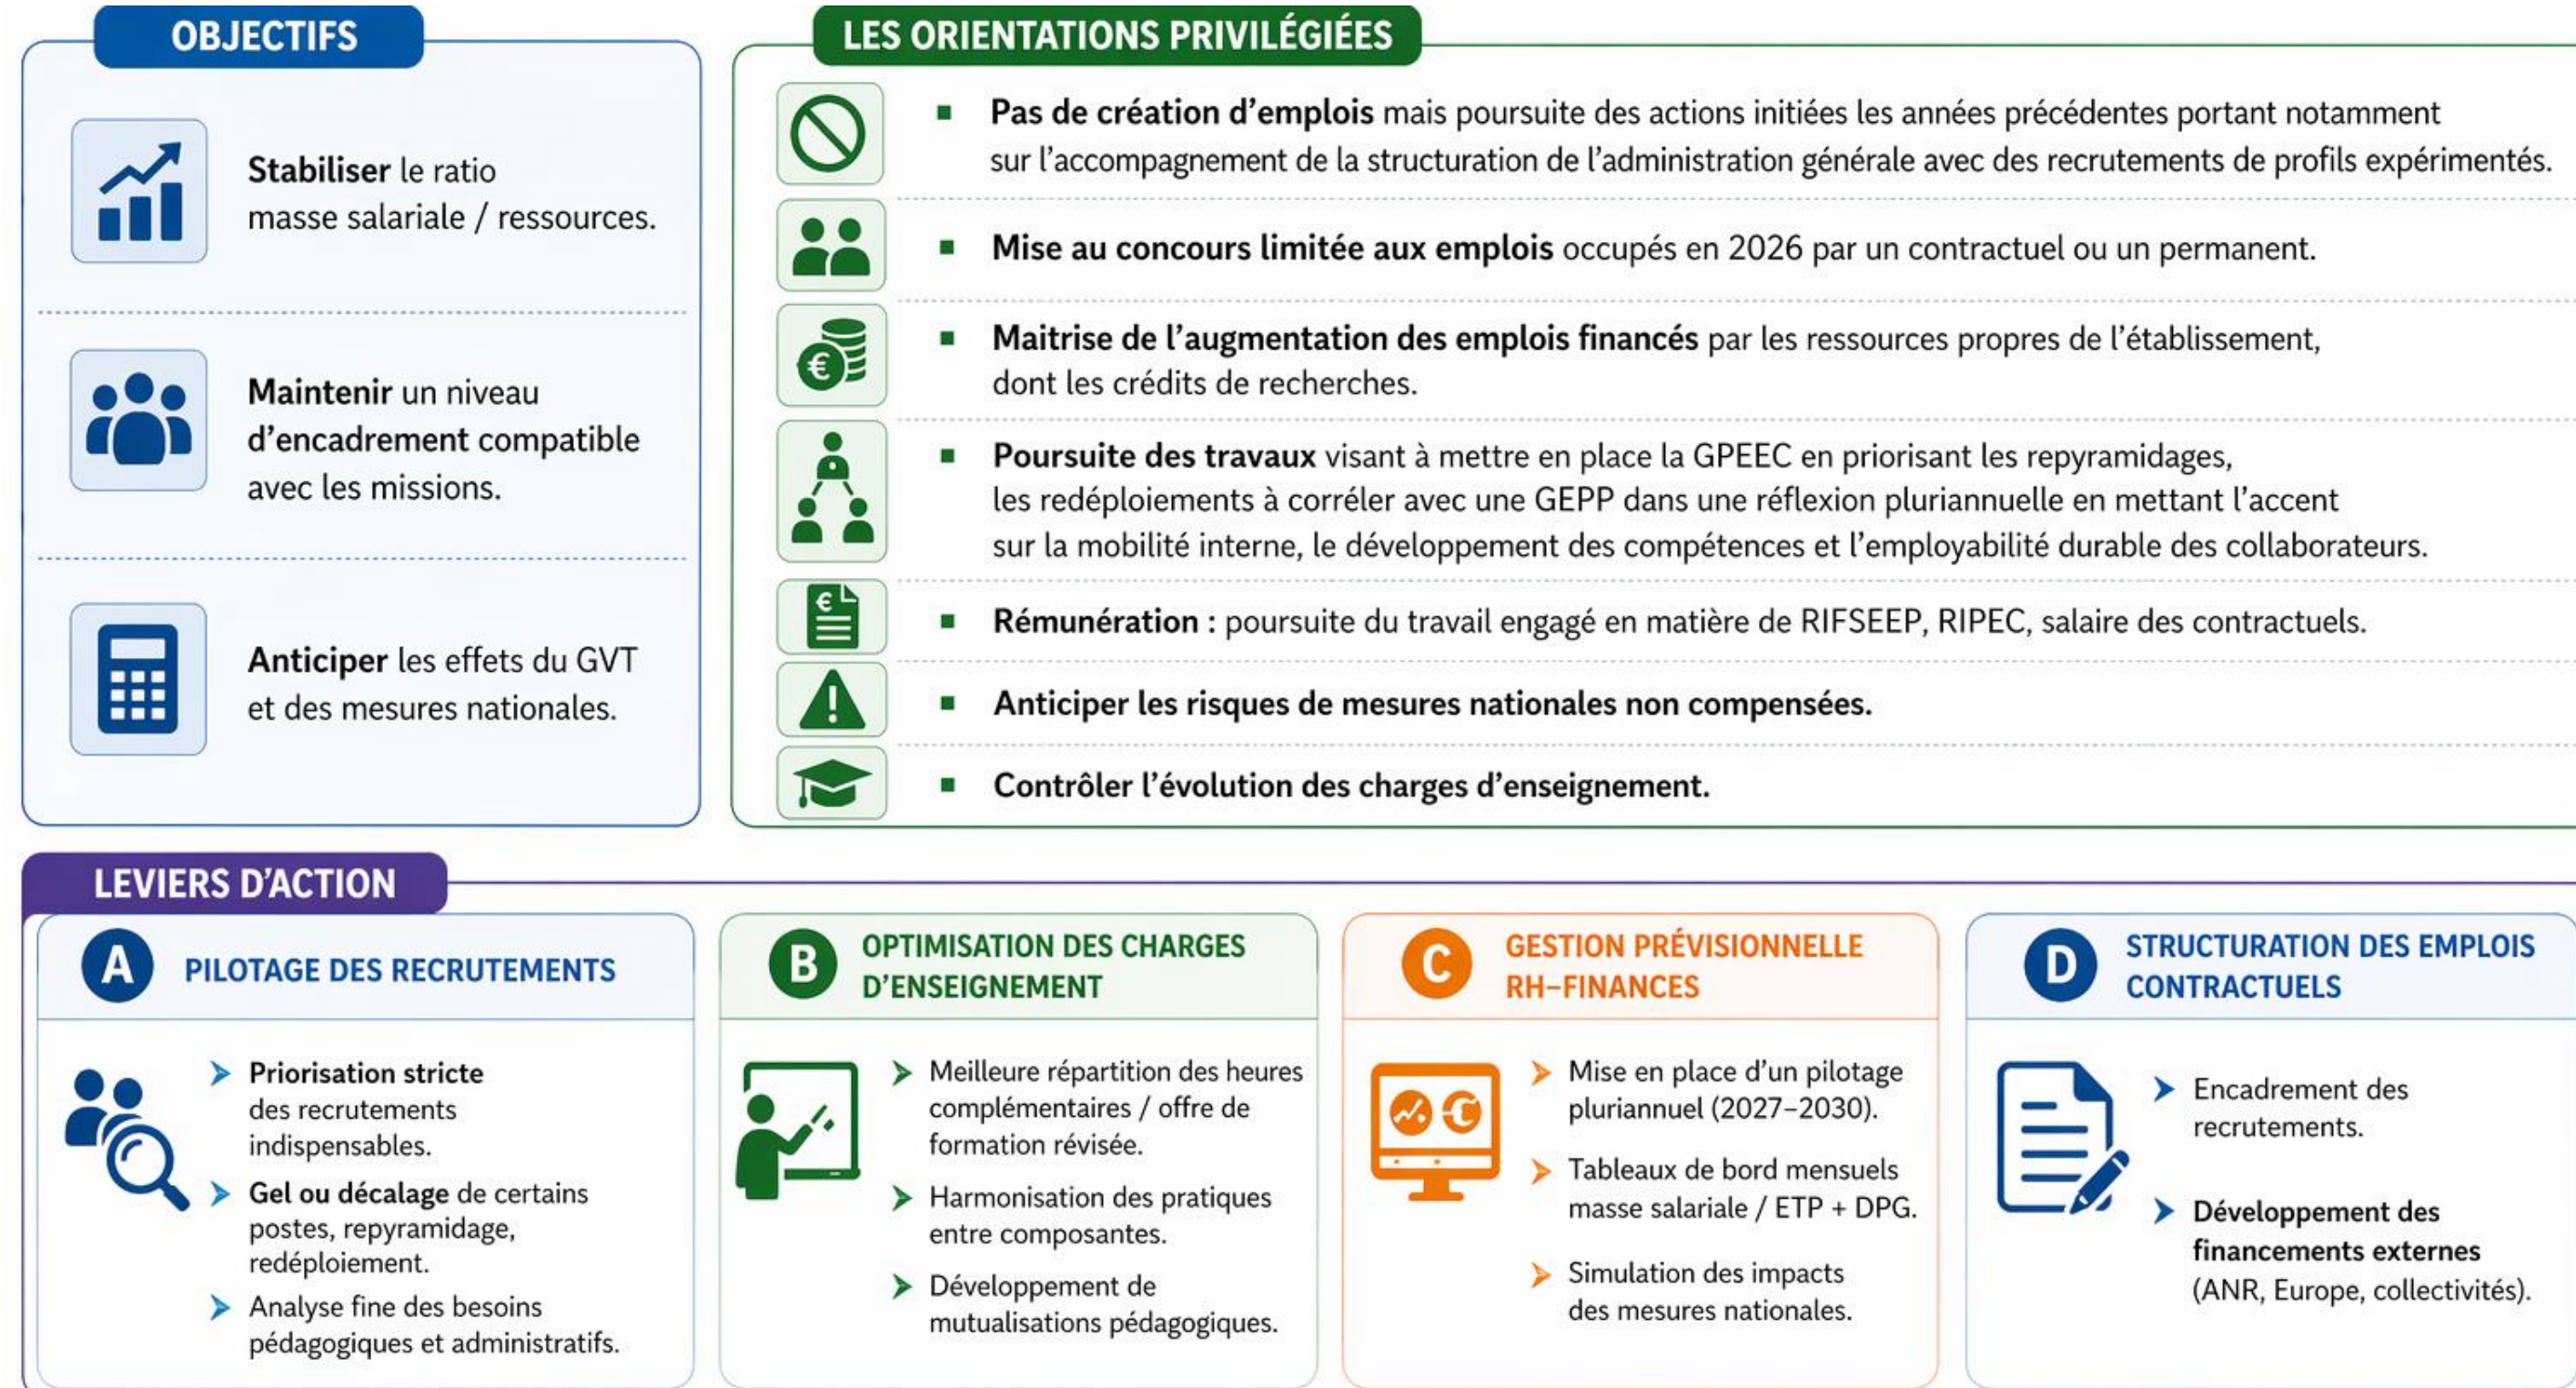 OBJECTIFS
Stabiliser le ratio
masse salariale / ressources.
Maintenir un niveau
d'encadrement compatible
avec les missions.
Anticiper les effets du GVT
et des mesures nationales.
LES ORIENTATIONS PRIVILÉGIÉES
▪ Pas de création d'emplois mais poursuite des actions initiées les années précédentes portant notamment
sur l'accompagnement de la structuration de l'administration générale avec des recrutements de profils expérimentés.
▪ Mise au concours limitée aux emplois occupés en 2026 par un contractuel ou un permanent.
▪ Maitrise de l'augmentation des emplois financés par les ressources propres de l'établissement,
dont les crédits de recherches.
▪ Poursuite des travaux visant à mettre en place la GPEEC en priorisant les repyramidages,
les redéploiements à corréler avec une GEPP dans une réflexion pluriannuelle en mettant l'accent
sur la mobilité interne, le développement des compétences et l'employabilité durable des collaborateurs.
▪ Rémunération : poursuite du travail engagé en matière de RIFSEEP, RIPEC, salaire des contractuels.
▪ Anticiper les risques de mesures nationales non compensées.
▪ Contrôler l'évolution des charges d'enseignement.
LEVIERS D'ACTION
A PILOTAGE DES RECRUTEMENTS
➤ Priorisation stricte
des recrutements
indispensables.
➤ Gel ou décalage de certains
postes, repyramidage,
redéploiement.
➤ Analyse fine des besoins
pédagogiques et administratifs.
B OPTIMISATION DES CHARGES
D'ENSEIGNEMENT
➤ Meilleure répartition des heures
complémentaires / offre de
formation révisée.
➤ Harmonisation des pratiques
entre composantes.
➤ Développement de
mutualisations pédagogiques.
C GESTION PRÉVISIONNELLE
RH–FINANCES
➤ Mise en place d'un pilotage
pluriannuel (2027–2030).
➤ Tableaux de bord mensuels
masse salariale / ETP + DPG.
➤ Simulation des impacts
des mesures nationales.
D STRUCTURATION DES EMPLOIS
CONTRACTUELS
➤ Encadrement des
recrutements.
➤ Développement des
financements externes
(ANR, Europe, collectivités).